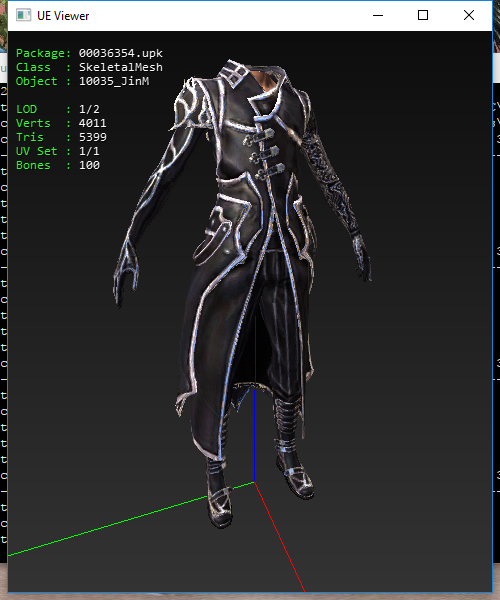 UE Viewer
Package: 00036354.upk
Class : SkeletalMesh
Object : 10035_JinM
LOD : 1/2
Verts : 4011
Tris : 5399
UV Set : 1/1
Bones : 100